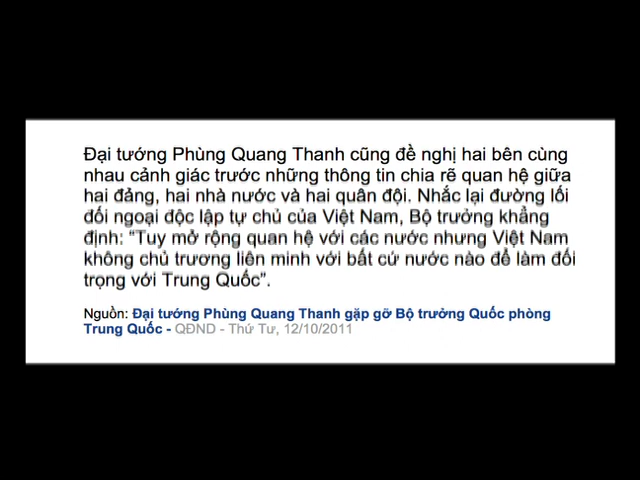 Đại tướng Phùng Quang Thanh cũng đề nghị hai bên cùng
nhau cảnh giác trước những thông tin chia rẽ quan hệ giữa
hai đảng, hai nhà nước và hai quân đội. Nhắc lại đường lối
đối ngoại độc lập tự chủ của Việt Nam, Bộ trưởng khẳng
định: “Tuy mở rộng quan hệ với các nước nhưng Việt Nam
không chủ trương liên minh với bất cứ nước nào để làm đối
trọng với Trung Quốc”.
Nguồn: Đại tướng Phùng Quang Thanh gặp gỡ Bộ trưởng Quốc phòng
Trung Quốc - QĐND - Thứ Tư, 12/10/2011